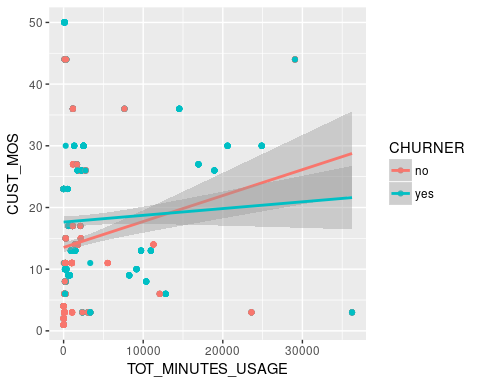 50
40
30
20
10
0
CUST_MOS
0 10000 20000 30000
TOT_MINUTES_USAGE
CHURNER
no
yes